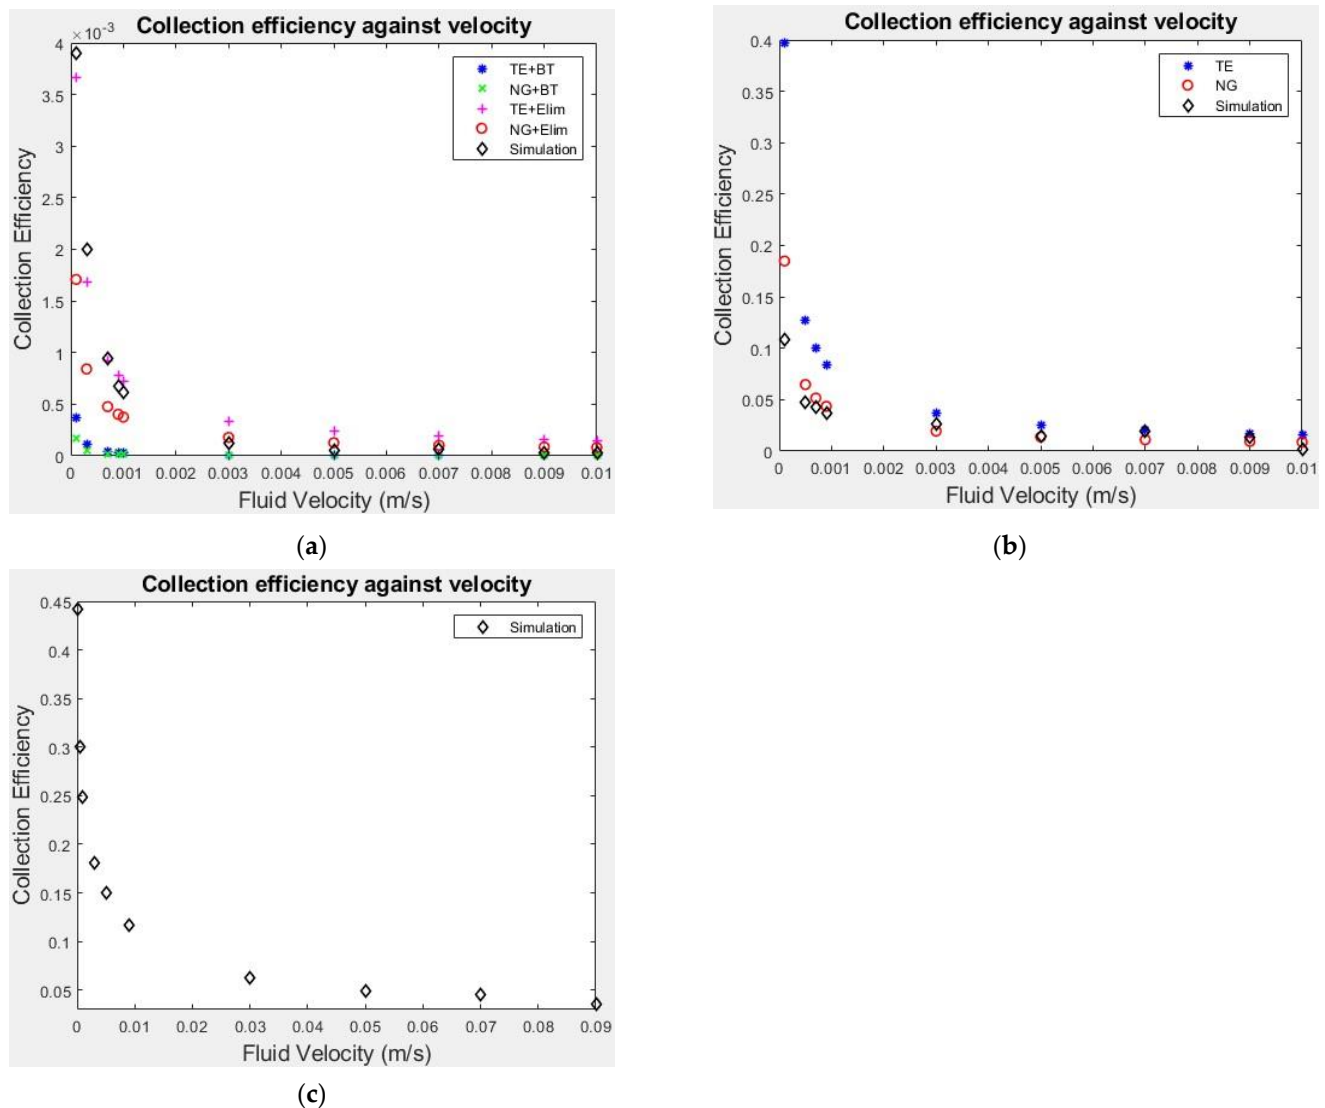 Collection efficiency against velocity
×10⁻³
4
3.5
3
2.5
2
1.5
1
0.5
0
Collection Efficiency
TE+BT
NG+BT
TE+Elim
NG+Elim
Simulation
0 0.001 0.002 0.003 0.004 0.005 0.006 0.007 0.008 0.009 0.01
Fluid Velocity (m/s)
(a)
Collection efficiency against velocity
0.4
0.35
0.3
0.25
0.2
0.15
0.1
0.05
0
Collection Efficiency
TE
NG
Simulation
0 0.001 0.002 0.003 0.004 0.005 0.006 0.007 0.008 0.009 0.01
Fluid Velocity (m/s)
(b)
Collection efficiency against velocity
0.45
0.4
0.35
0.3
0.25
0.2
0.15
0.1
0.05
Collection Efficiency
Simulation
0 0.01 0.02 0.03 0.04 0.05 0.06 0.07 0.08 0.09
Fluid Velocity (m/s)
(c)